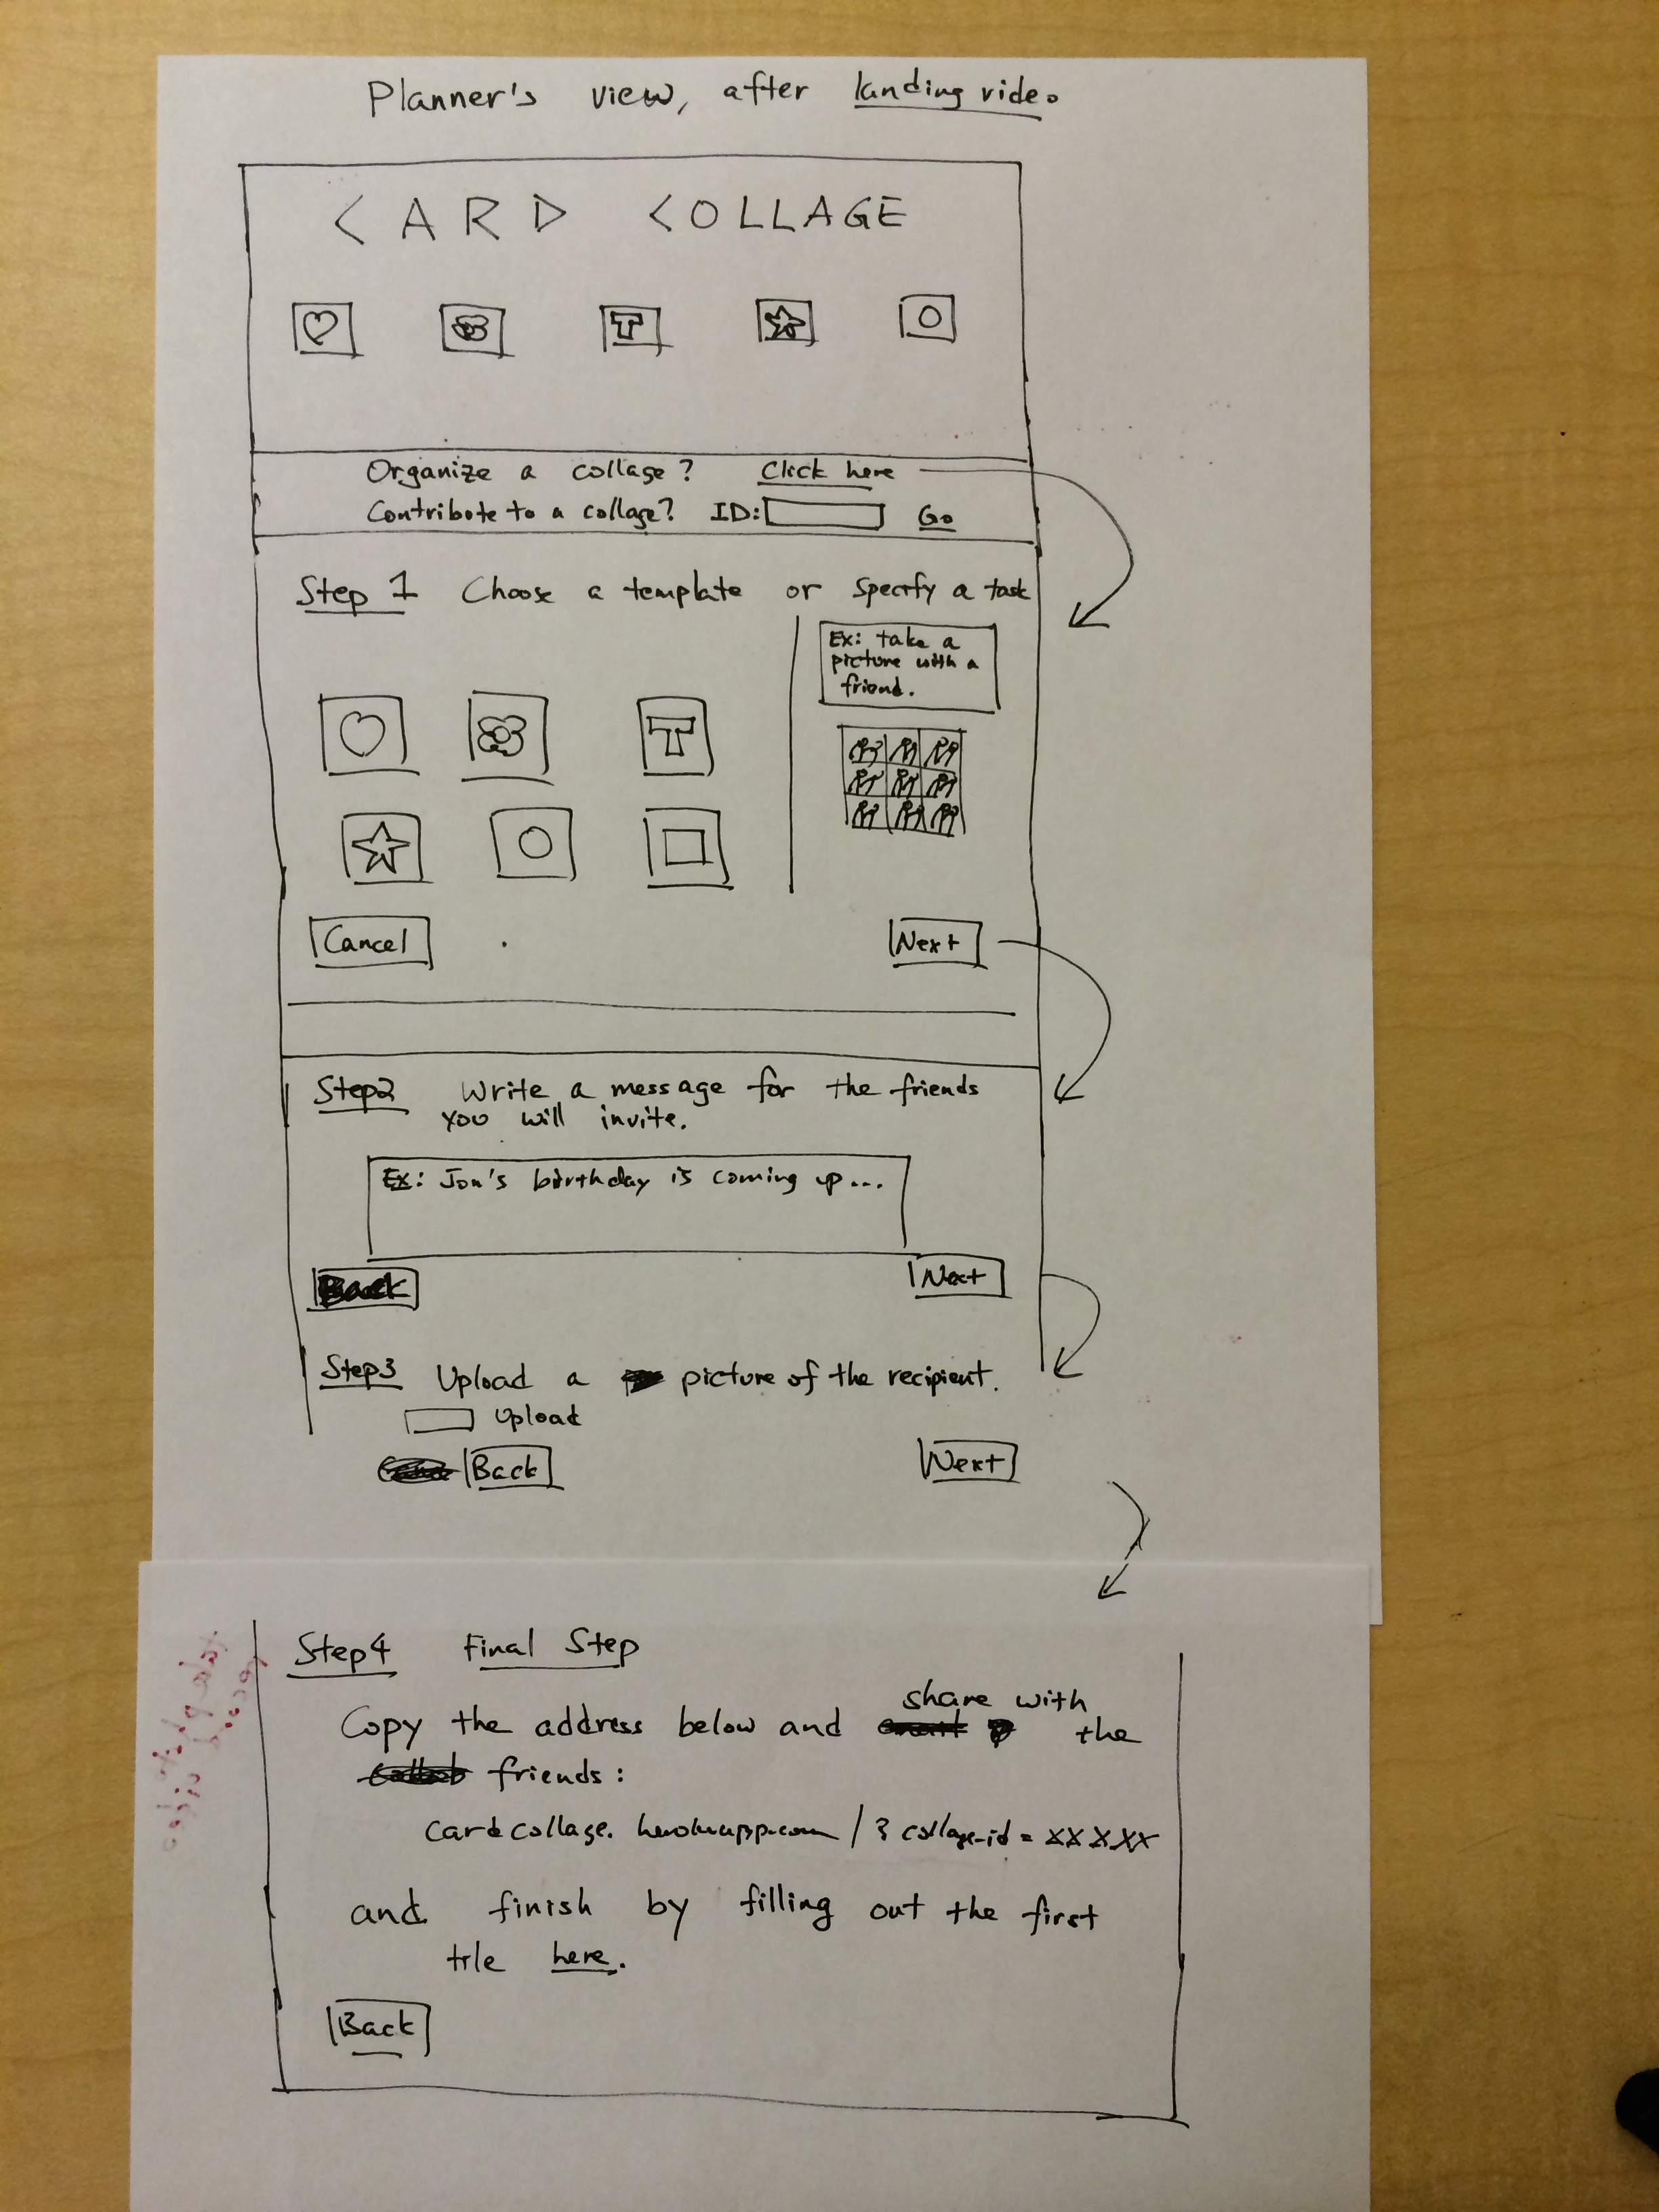 Planner's view, after landing video
CARD COLLAGE
T
Organize a collage? Click here
Contribute to a collage? ID: Go
Step 1 Choose a template or specify a task
Ex: take a
picture with a
friend.
T
Cancel
Next
Step2 Write a message for the friends
you will invite.
Ex: Jon's birthday is coming up...
Back
Next
Step3 Upload a picture of the recipient.
Upload
Back
Next
Step4 Final Step
share with
Copy the address below and the
friends:
cardcollage.herokuapp.com/?collage-id=XXXXX
and finish by filling out the first
tile here.
Back